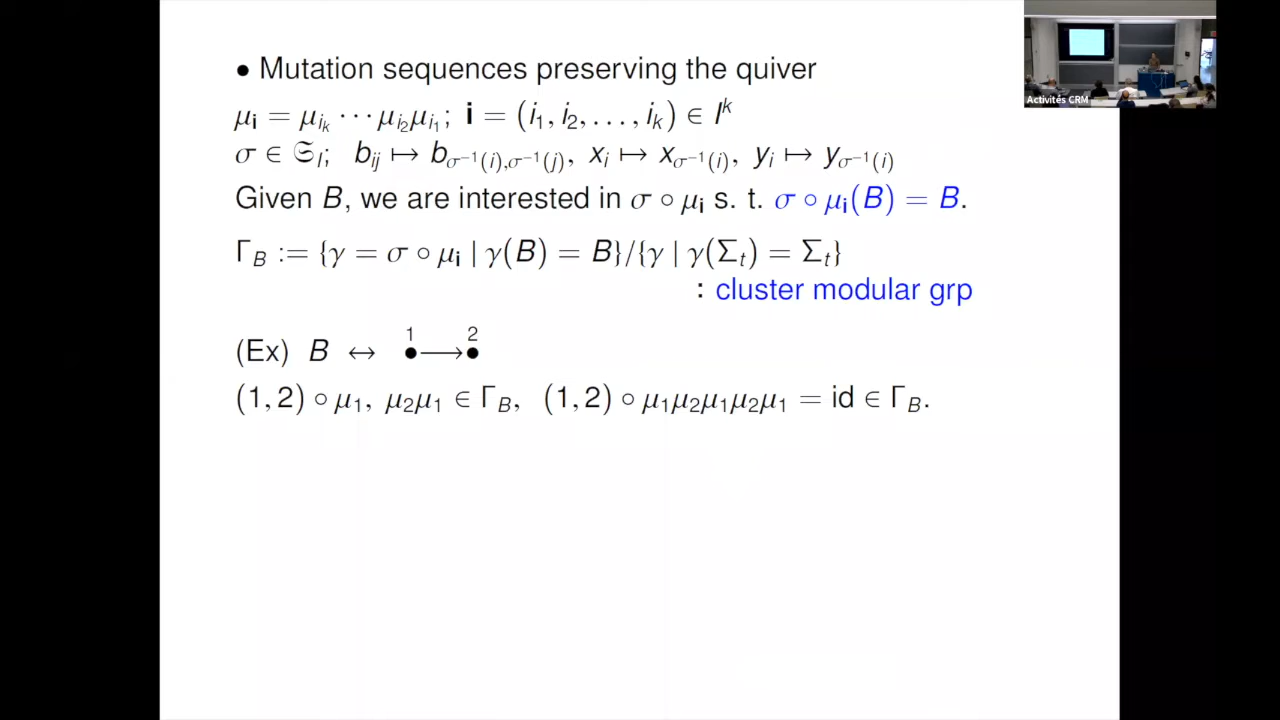 • Mutation sequences preserving the quiver
μ_𝐢 = μ_{i_k} ··· μ_{i_2} μ_{i_1}; 𝐢 = (i_1, i_2, . . . , i_k) ∈ I^k
σ ∈ 𝔖_I; b_{ij} ↦ b_{σ^{-1}(i),σ^{-1}(j)}, x_i ↦ x_{σ^{-1}(i)}, y_i ↦ y_{σ^{-1}(i)}
Given B, we are interested in σ ∘ μ_𝐢 s. t. σ ∘ μ_𝐢(B) = B.
Γ_B := {γ = σ ∘ μ_𝐢 | γ(B) = B}/{γ | γ(Σ_t) = Σ_t}
: cluster modular grp
1 2
(Ex) B ↔ •⟶•
(1, 2) ∘ μ_1, μ_2μ_1 ∈ Γ_B, (1, 2) ∘ μ_1μ_2μ_1μ_2μ_1 = id ∈ Γ_B.
Activités CRM